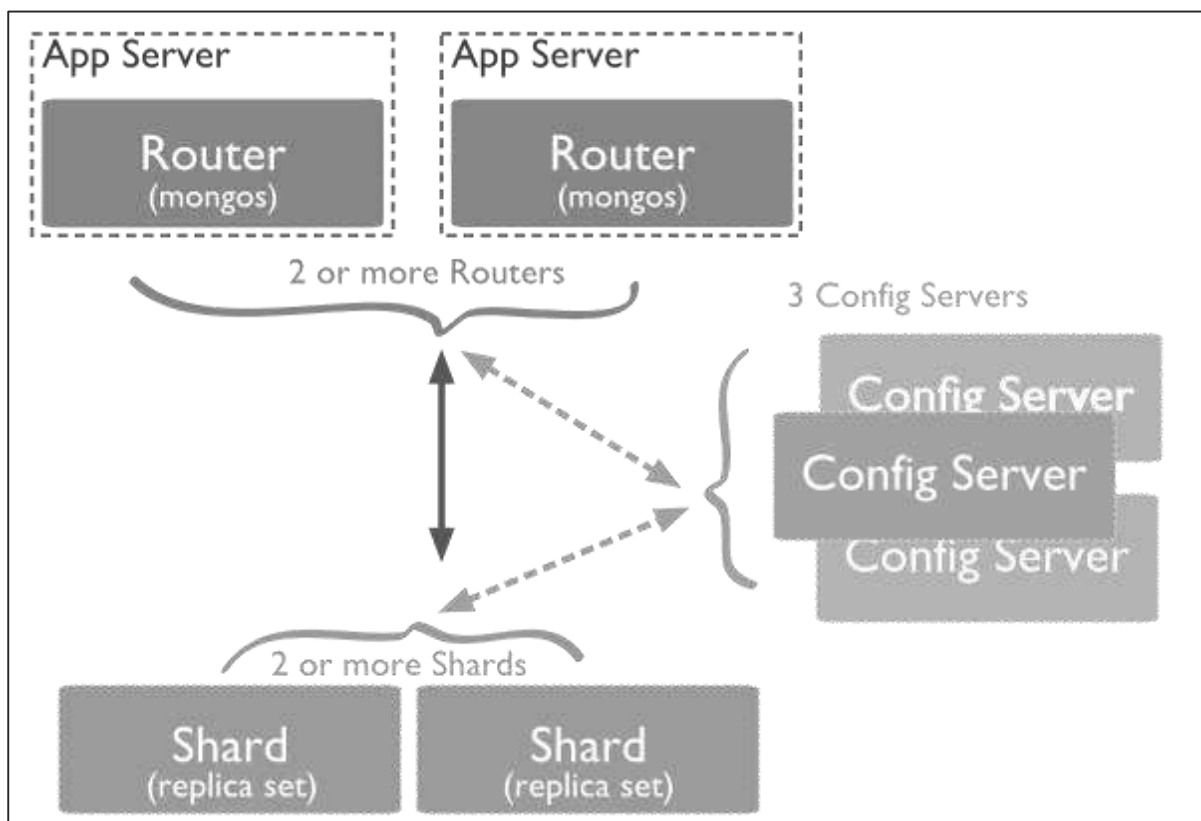 App Server
Router
(mongos)
App Server
Router
(mongos)
2 or more Routers
3 Config Servers
Config Server
Config Server
Config Server
2 or more Shards
Shard
(replica set)
Shard
(replica set)